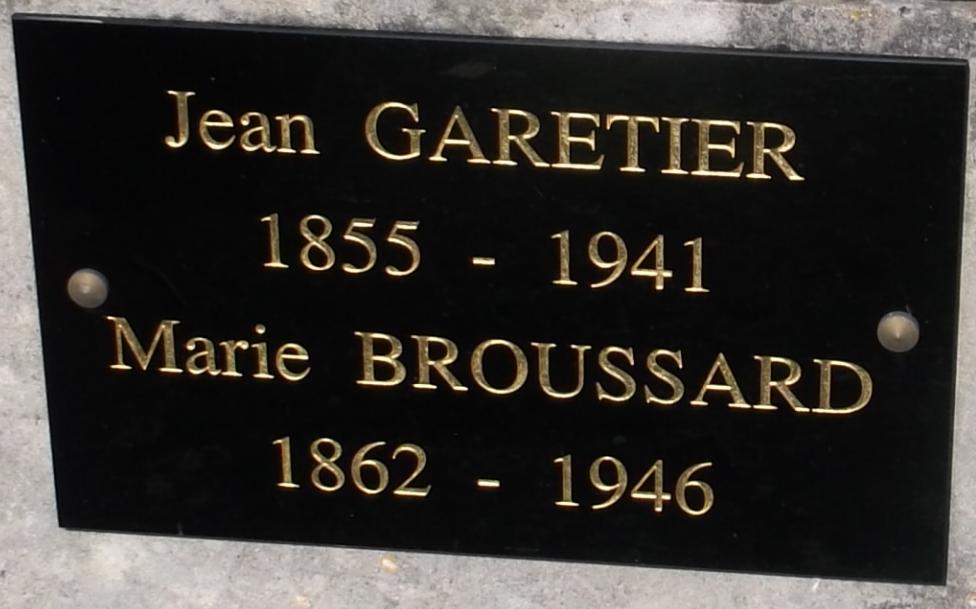 Jean GARETIER
1855 - 1941
Marie BROUSSARD
1862 - 1946